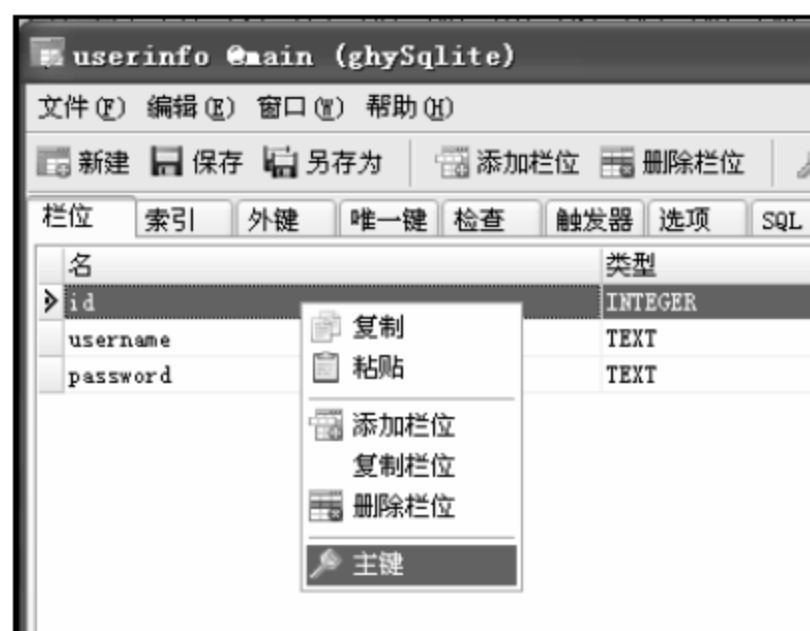 userinfo @main (ghySqlite)
文件(F) 编辑(E) 窗口(W) 帮助(H)
新建 保存 另存为 添加栏位 删除栏位
栏位 索引 外键 唯一键 检查 触发器 选项 SQL
名 类型
id INTEGER
username TEXT
password TEXT
复制
粘贴
添加栏位
复制栏位
删除栏位
主键